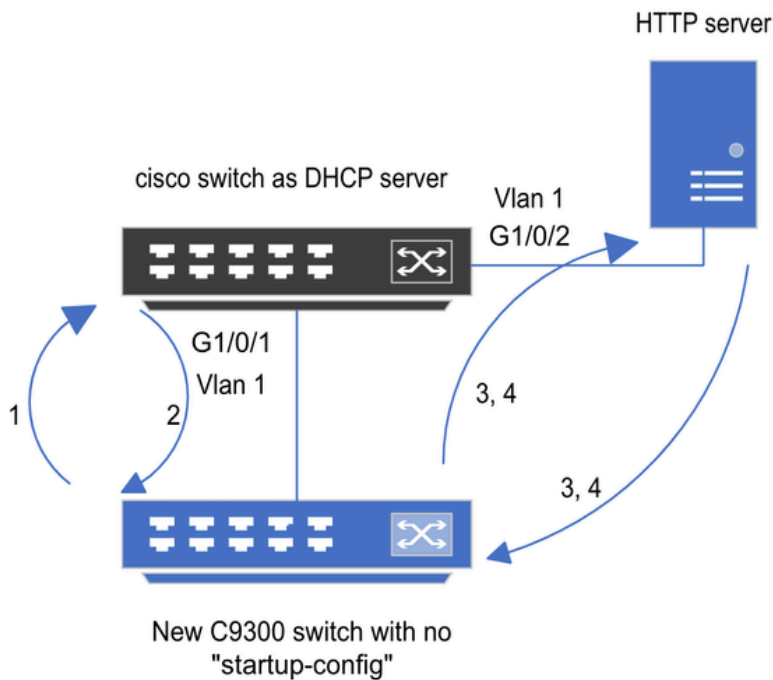 HTTP server
cisco switch as DHCP server
Vlan 1
G1/0/2
G1/0/1
Vlan 1
1
2
3, 4
3, 4
New C9300 switch with no
"startup-config"